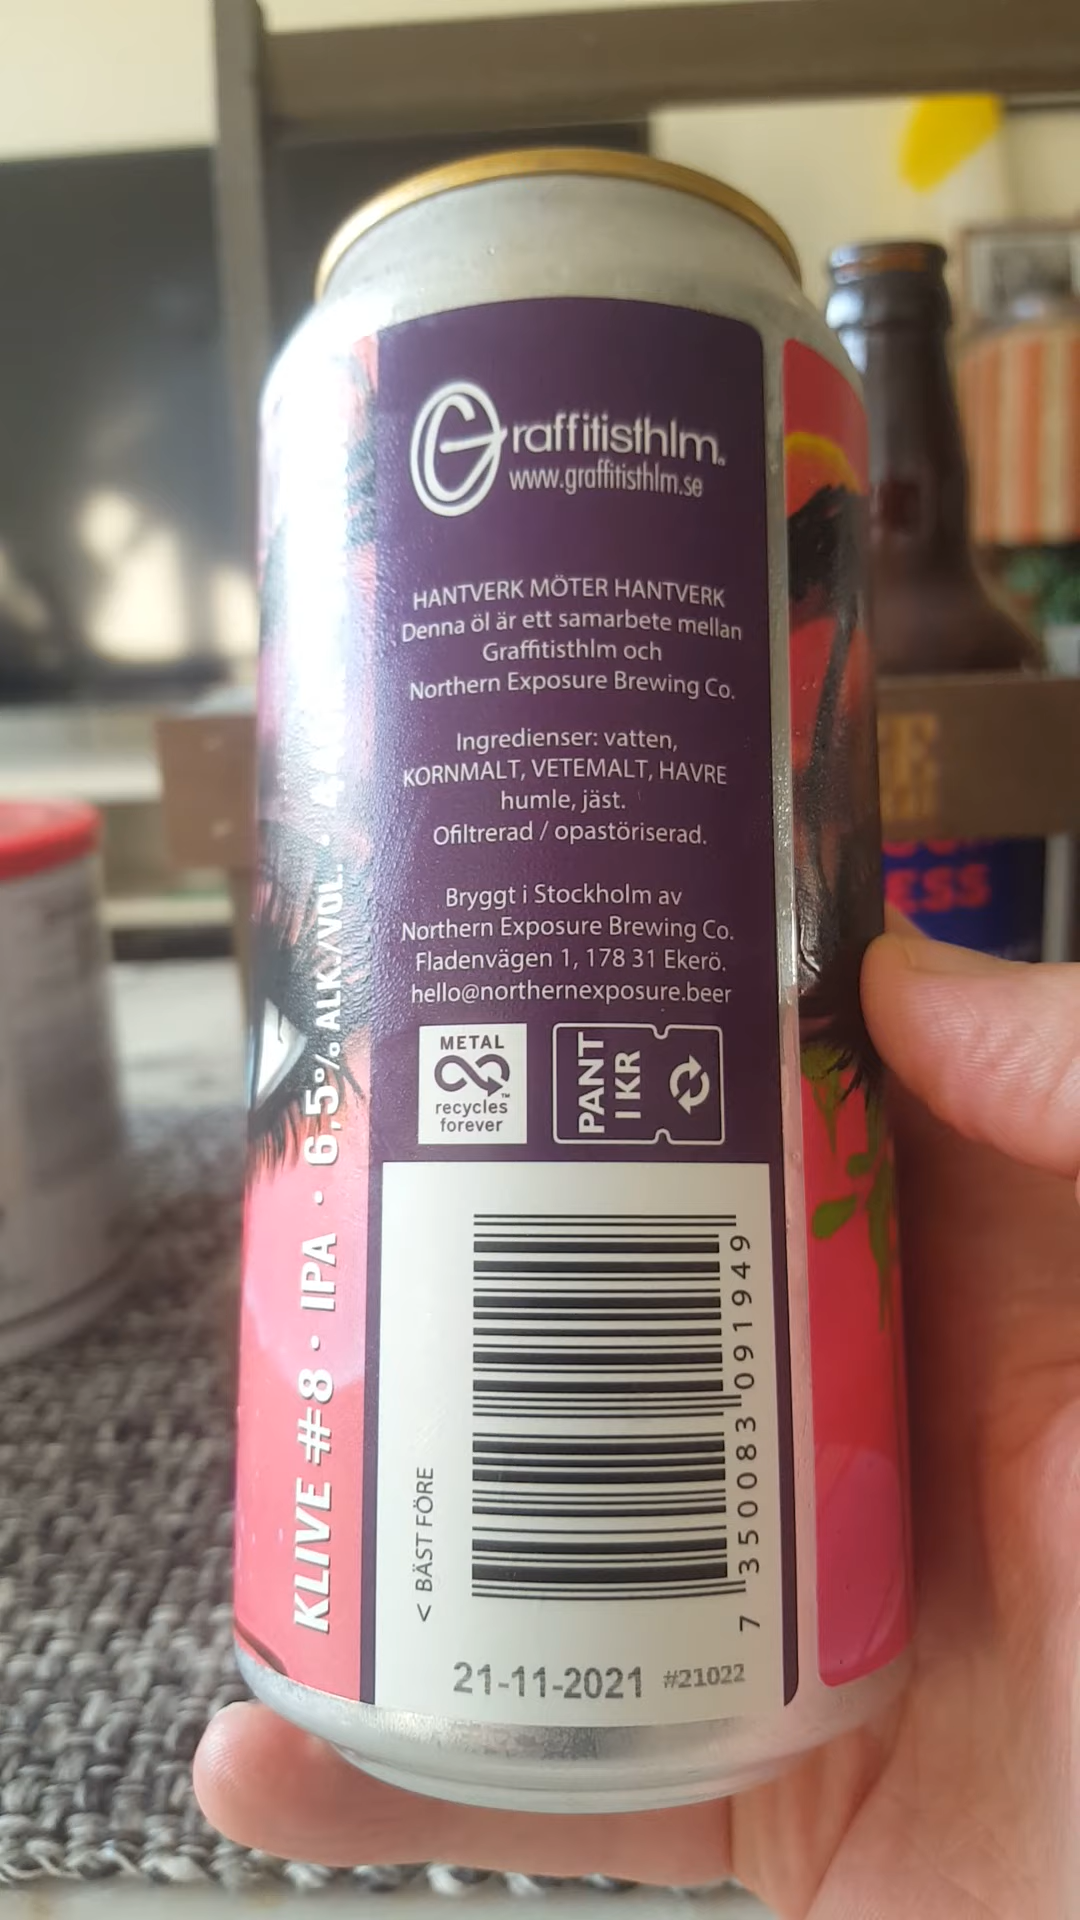 Graffitisthlm
www.graffitisthlm.se
HANTVERK MÖTER HANTVERK
Denna öl är ett samarbete mellan
Graffitisthlm och
Northern Exposure Brewing Co.
Ingredienser: vatten,
KORNMALT, VETEMALT, HAVRE
humle, jäst.
Ofiltrerad / opastöriserad.
Bryggt i Stockholm av
Northern Exposure Brewing Co.
Fladenvägen 1, 178 31 Ekerö.
hello@northernexposure.beer
METAL
recycles
forever
PANT
1 KR
KLIVE #8 · IPA · 6,5% ALK/VOL. ·
< BÄST FÖRE
7 350083 091949
21-11-2021 #21022
ESS